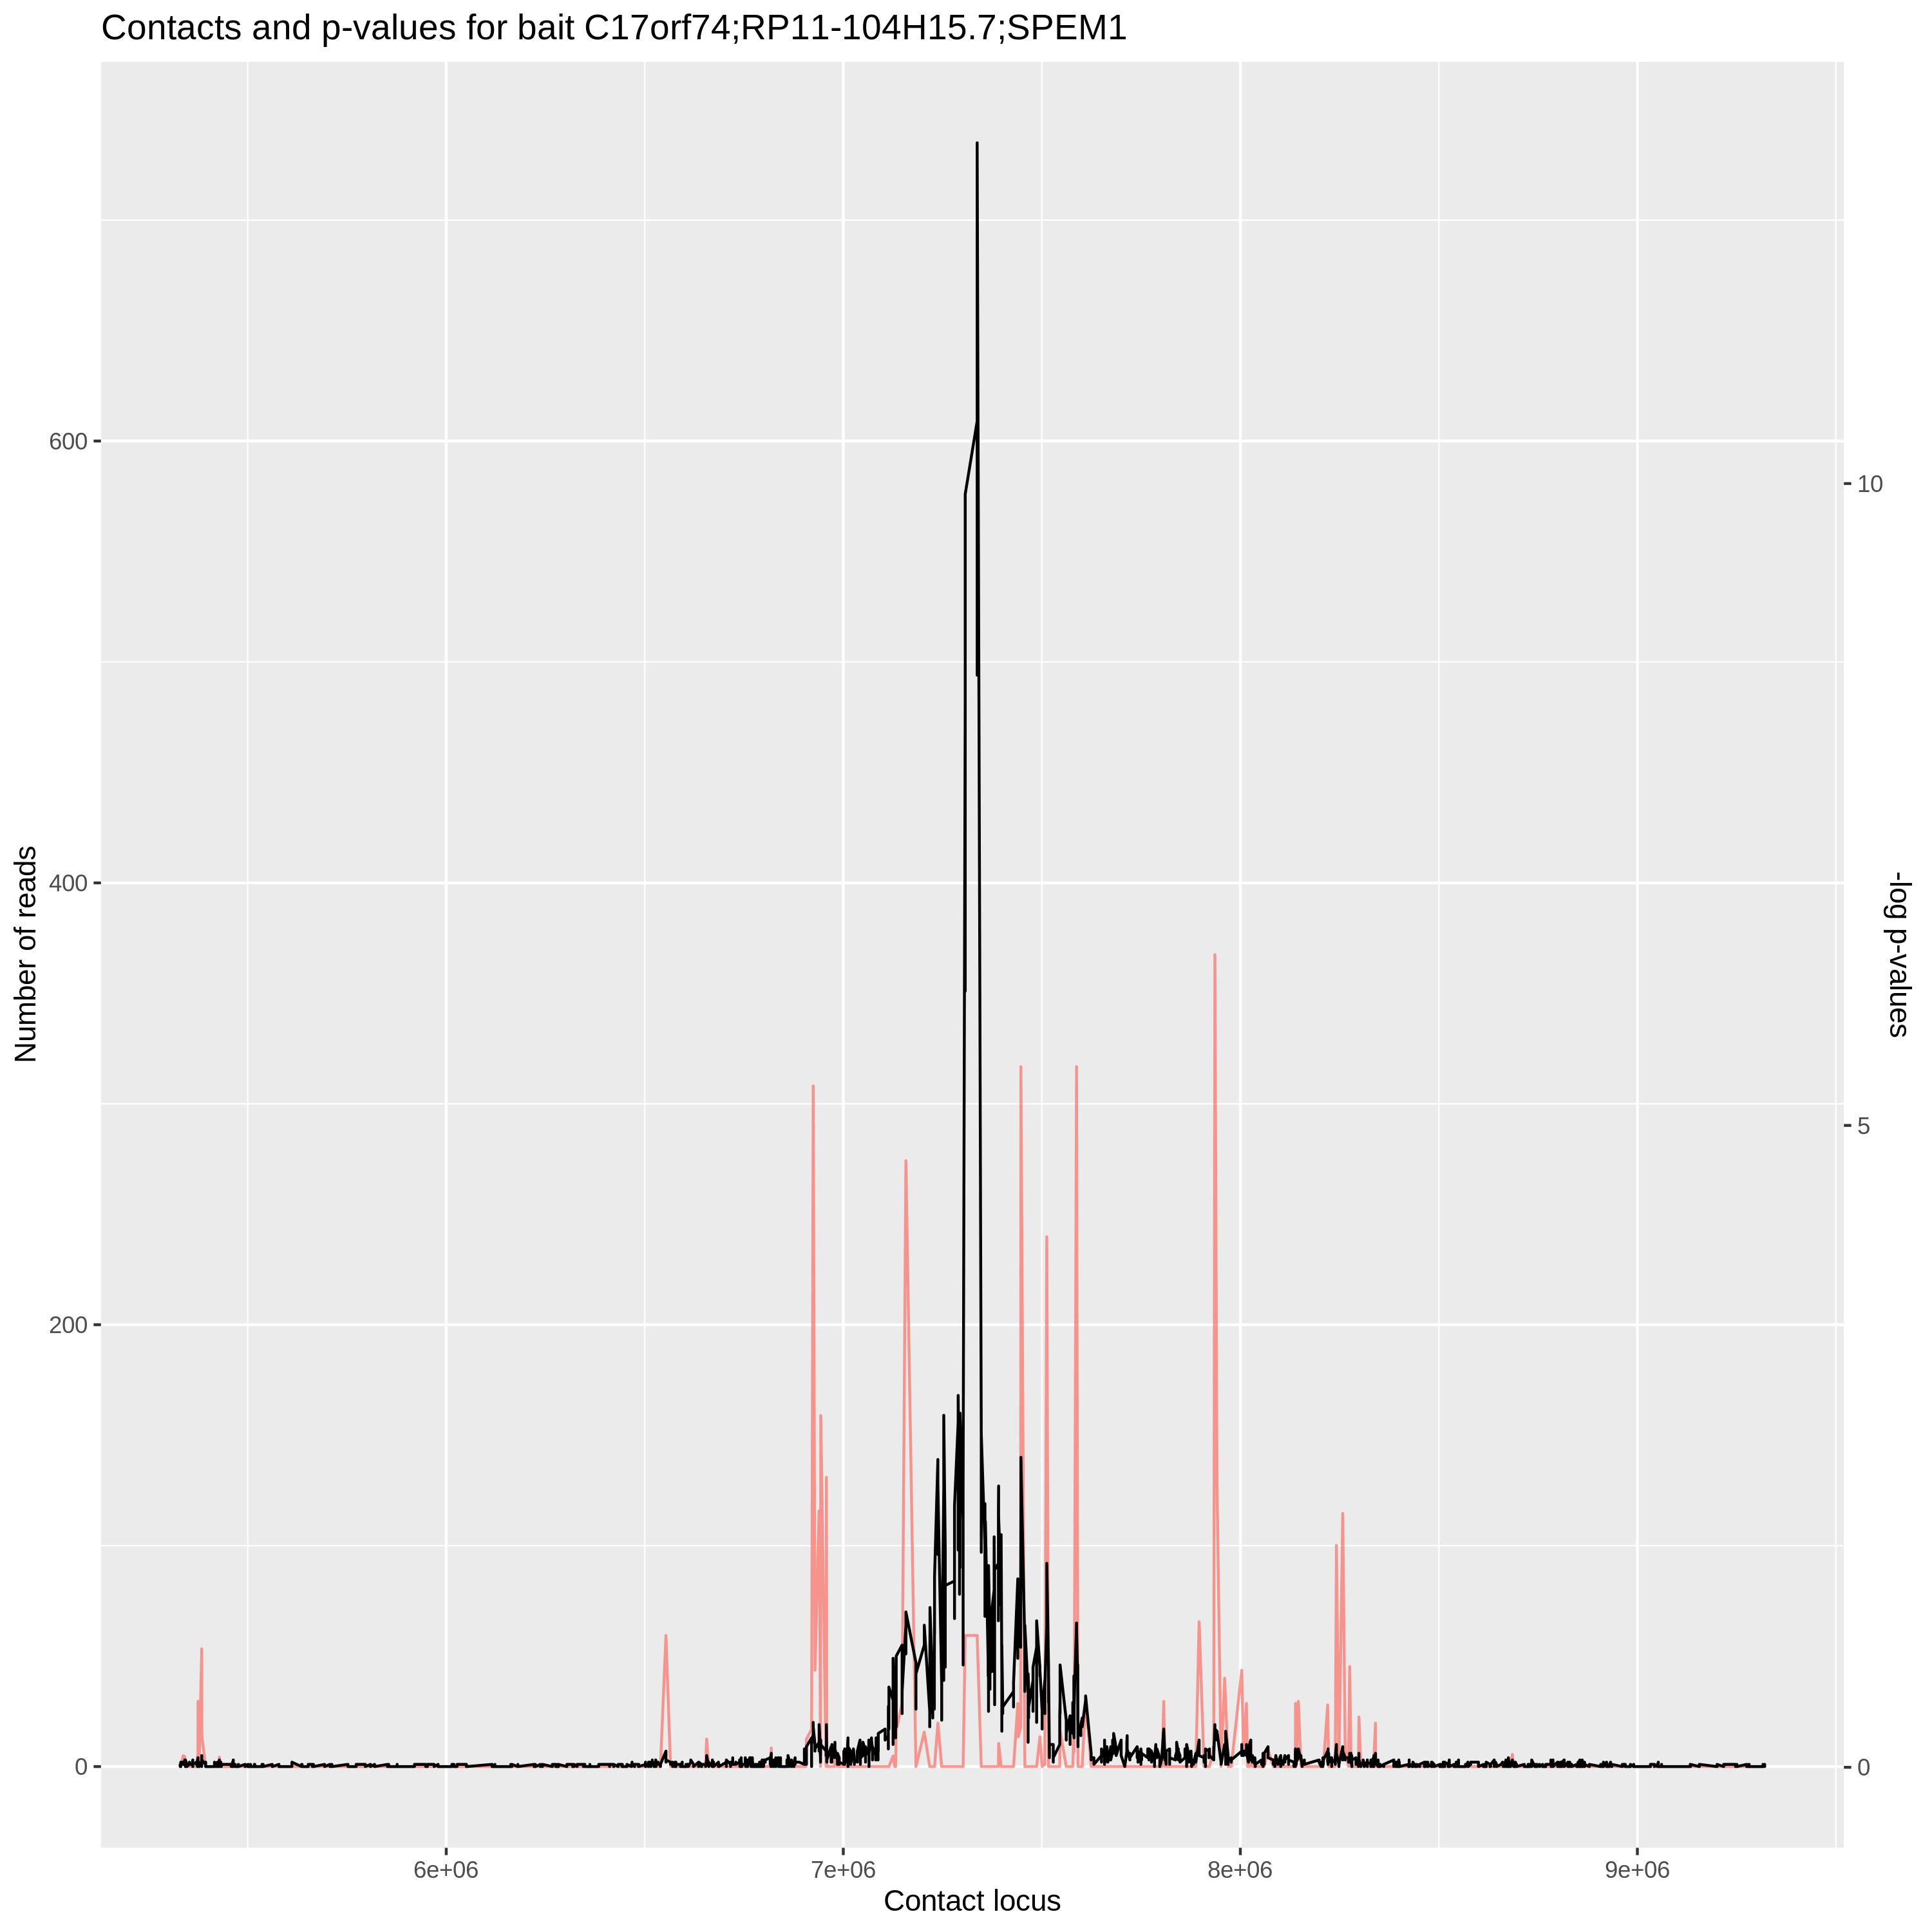 Contacts and p-values for bait C17orf74;RP11-104H15.7;SPEM1
600
400
200
0
Number of reads
10
5
0
-log p-values
6e+06
7e+06
8e+06
9e+06
Contact locus